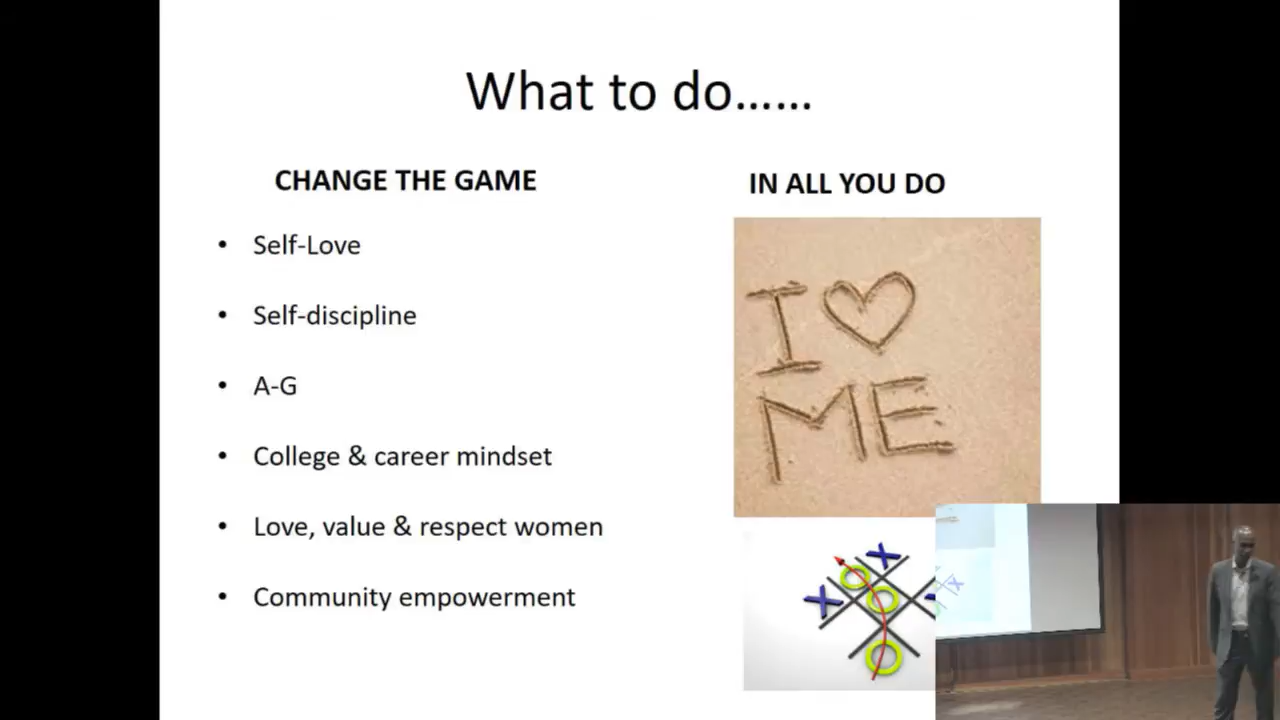 What to do......
CHANGE THE GAME
• Self-Love
• Self-discipline
• A-G
• College & career mindset
• Love, value & respect women
• Community empowerment
IN ALL YOU DO
I ♡
ME